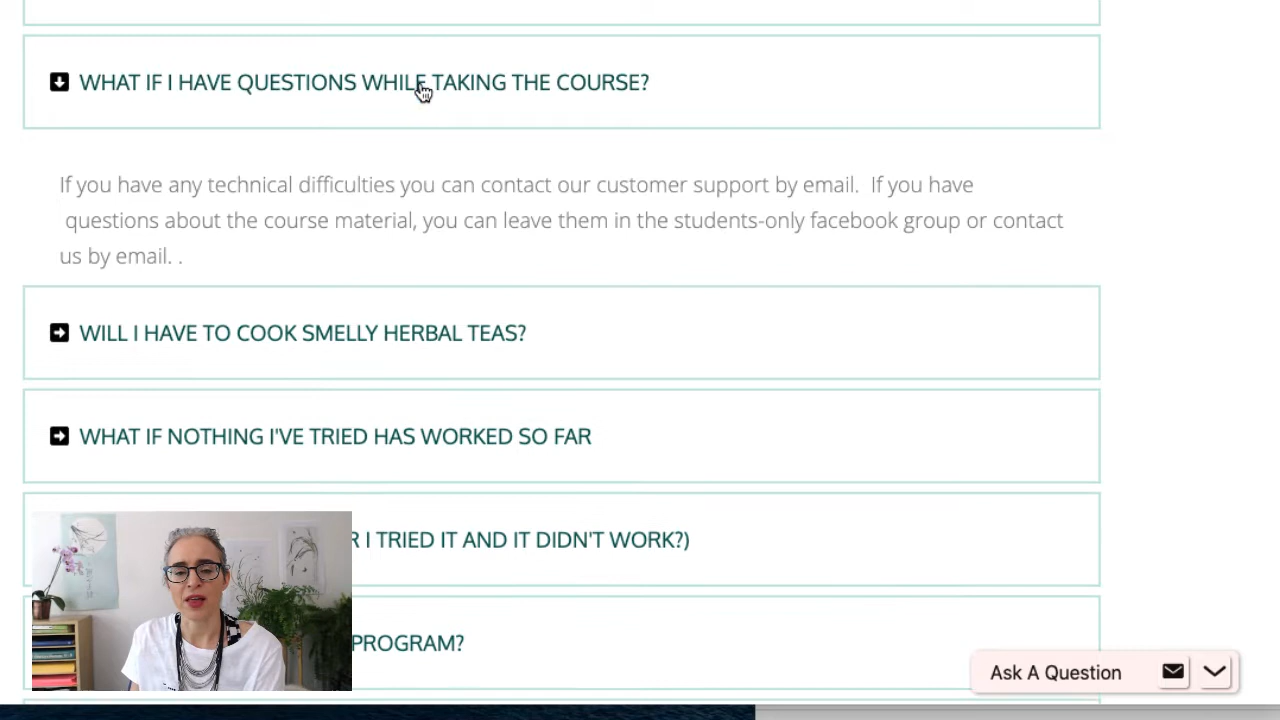 WHAT IF I HAVE QUESTIONS WHILE TAKING THE COURSE?
If you have any technical difficulties you can contact our customer support by email. If you have
questions about the course material, you can leave them in the students-only facebook group or contact
us by email. .
WILL I HAVE TO COOK SMELLY HERBAL TEAS?
WHAT IF NOTHING I'VE TRIED HAS WORKED SO FAR
R I TRIED IT AND IT DIDN'T WORK?)
PROGRAM?
Ask A Question